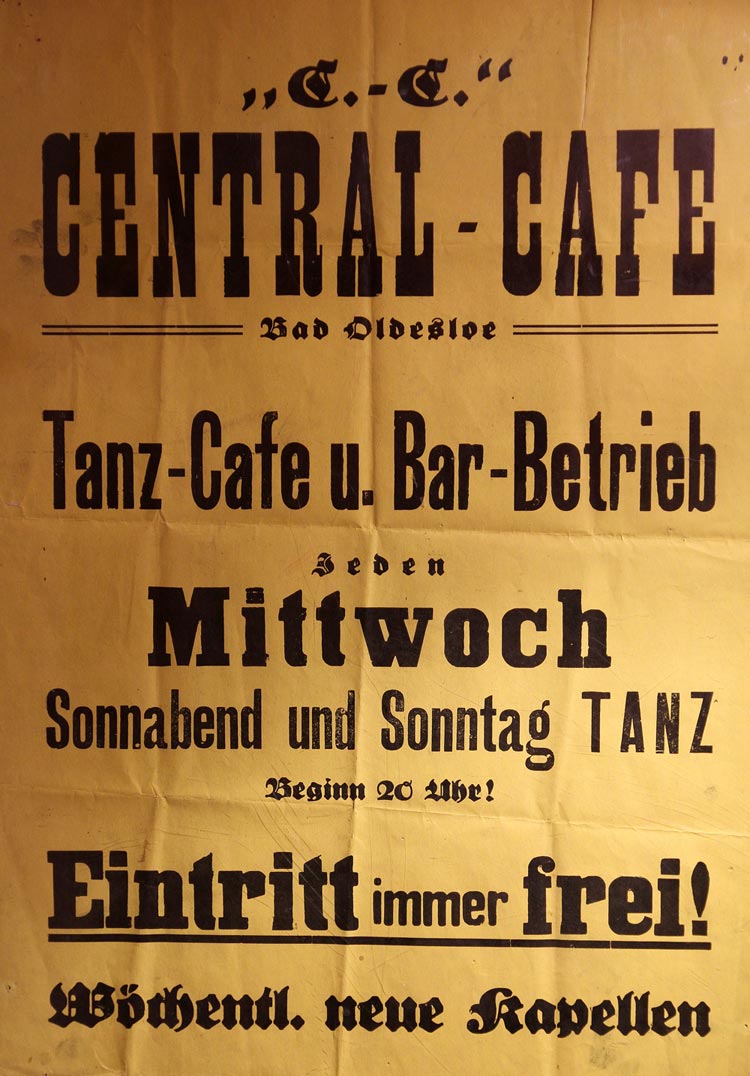 „C.-C.“
CENTRAL-CAFE
Bad Oldesloe
Tanz-Cafe u. Bar-Betrieb
Jeden
Mittwoch
Sonnabend und Sonntag TANZ
Beginn 20 Uhr!
Eintritt immer frei!
Wöchentl. neue Kapellen